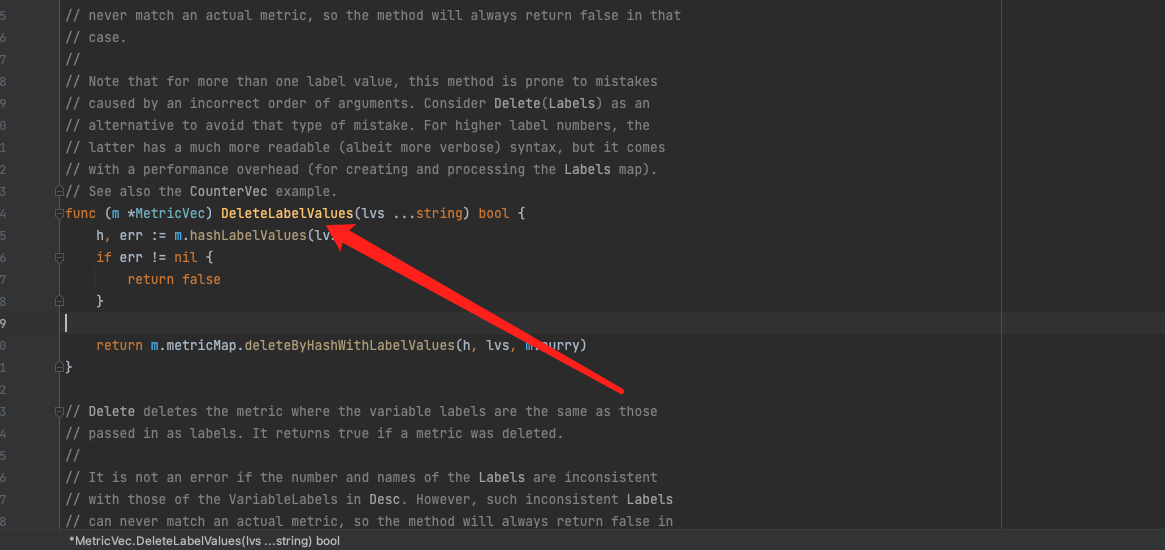 5 // never match an actual metric, so the method will always return false in that
6 // case.
7 //
8 // Note that for more than one label value, this method is prone to mistakes
9 // caused by an incorrect order of arguments. Consider Delete(Labels) as an
0 // alternative to avoid that type of mistake. For higher label numbers, the
1 // latter has a much more readable (albeit more verbose) syntax, but it comes
2 // with a performance overhead (for creating and processing the Labels map).
3 // See also the CounterVec example.
4 func (m *MetricVec) DeleteLabelValues(lvs ...string) bool {
5 h, err := m.hashLabelValues(lvs
6 if err != nil {
7 return false
8 }
9
0 return m.metricMap.deleteByHashWithLabelValues(h, lvs, m.curry)
1 }
2
3 // Delete deletes the metric where the variable labels are the same as those
4 // passed in as labels. It returns true if a metric was deleted.
5 //
6 // It is not an error if the number and names of the Labels are inconsistent
7 // with those of the VariableLabels in Desc. However, such inconsistent Labels
8 // can never match an actual metric, so the method will always return false in
*MetricVec.DeleteLabelValues(lvs ...string) bool